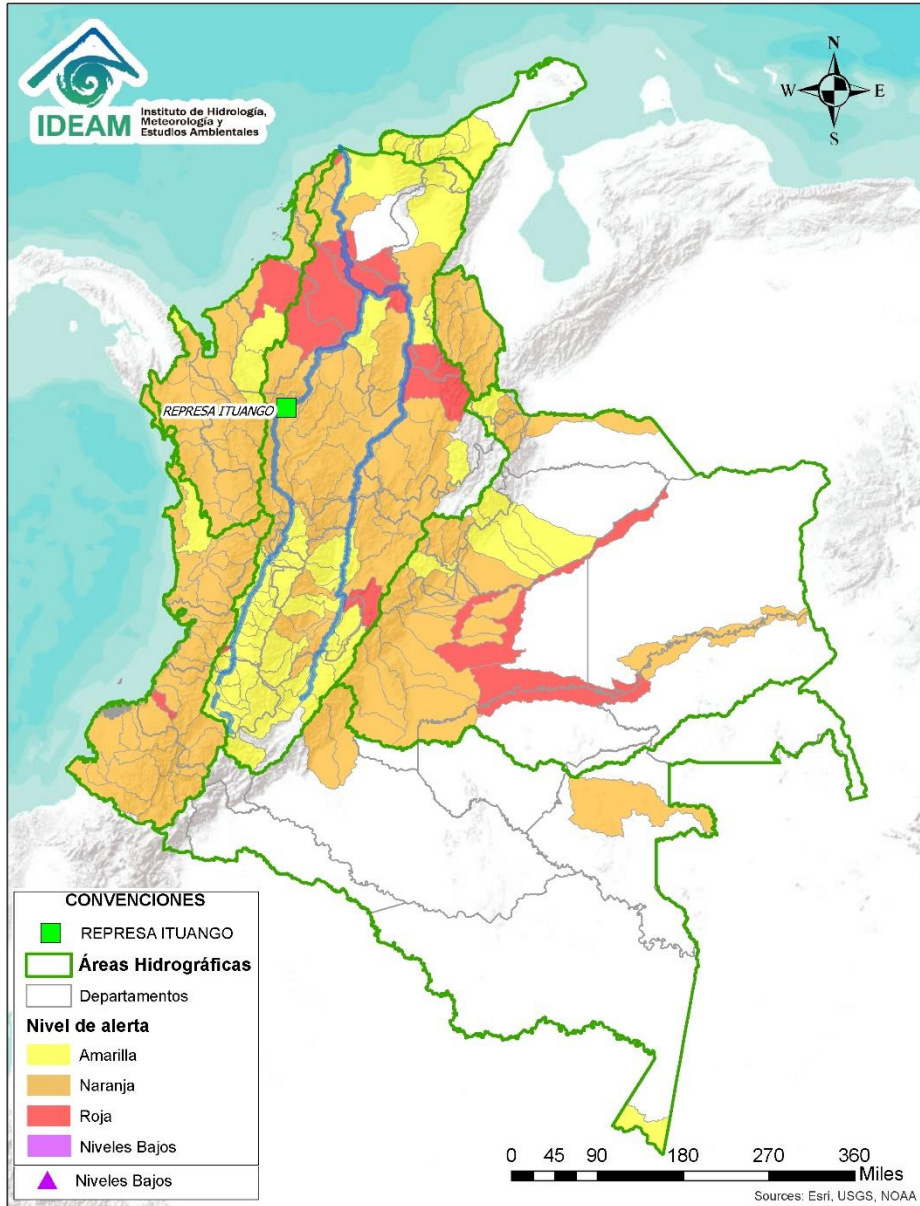 IDEAM
Instituto de Hidrología,
Meteorología y
Estudios Ambientales
N
W
E
S
REPRESA ITUANGO
CONVENCIONES
REPRESA ITUANGO
Áreas Hidrográficas
Departamentos
Nivel de alerta
Amarilla
Naranja
Roja
Niveles Bajos
Niveles Bajos
0 45 90 180 270 360
Miles
Sources: Esri, USGS, NOAA